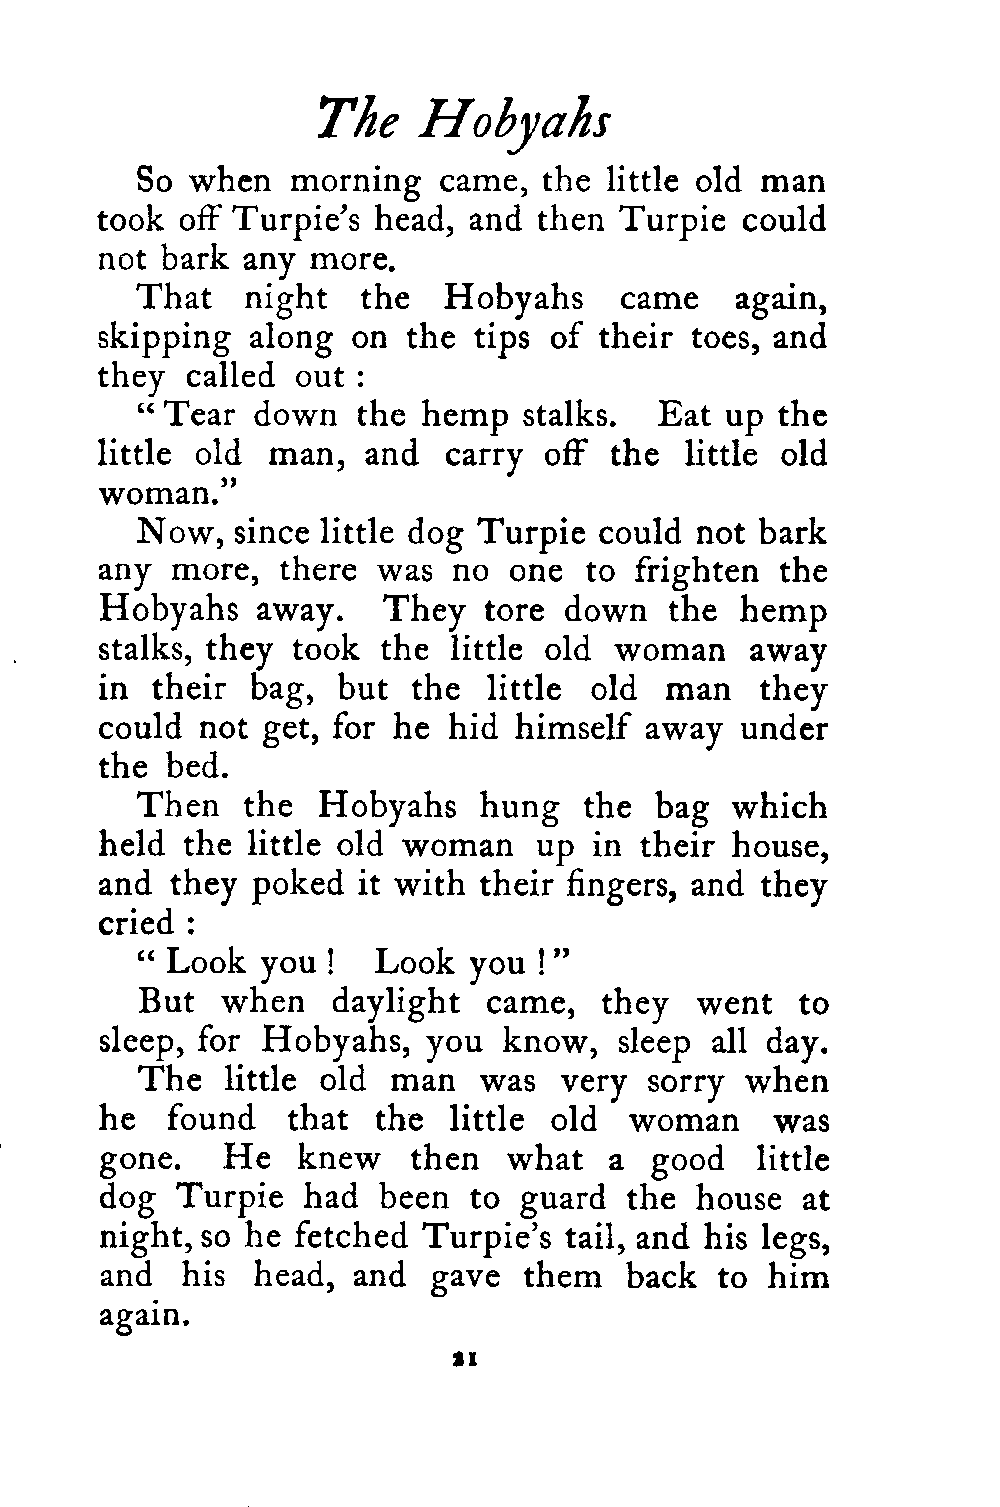 The Hobyahs
So when morning came, the little old man
took off Turpie's head, and then Turpie could
not bark any more.
That night the Hobyahs came again,
skipping along on the tips of their toes, and
they called out :
“ Tear down the hemp stalks. Eat up the
little old man, and carry off the little old
woman.”
Now, since little dog Turpie could not bark
any more, there was no one to frighten the
Hobyahs away. They tore down the hemp
stalks, they took the little old woman away
in their bag, but the little old man they
could not get, for he hid himself away under
the bed.
Then the Hobyahs hung the bag which
held the little old woman up in their house,
and they poked it with their fingers, and they
cried :
“ Look you ! Look you ! ”
But when daylight came, they went to
sleep, for Hobyahs, you know, sleep all day.
The little old man was very sorry when
he found that the little old woman was
gone. He knew then what a good little
dog Turpie had been to guard the house at
night, so he fetched Turpie's tail, and his legs,
and his head, and gave them back to him
again.
21